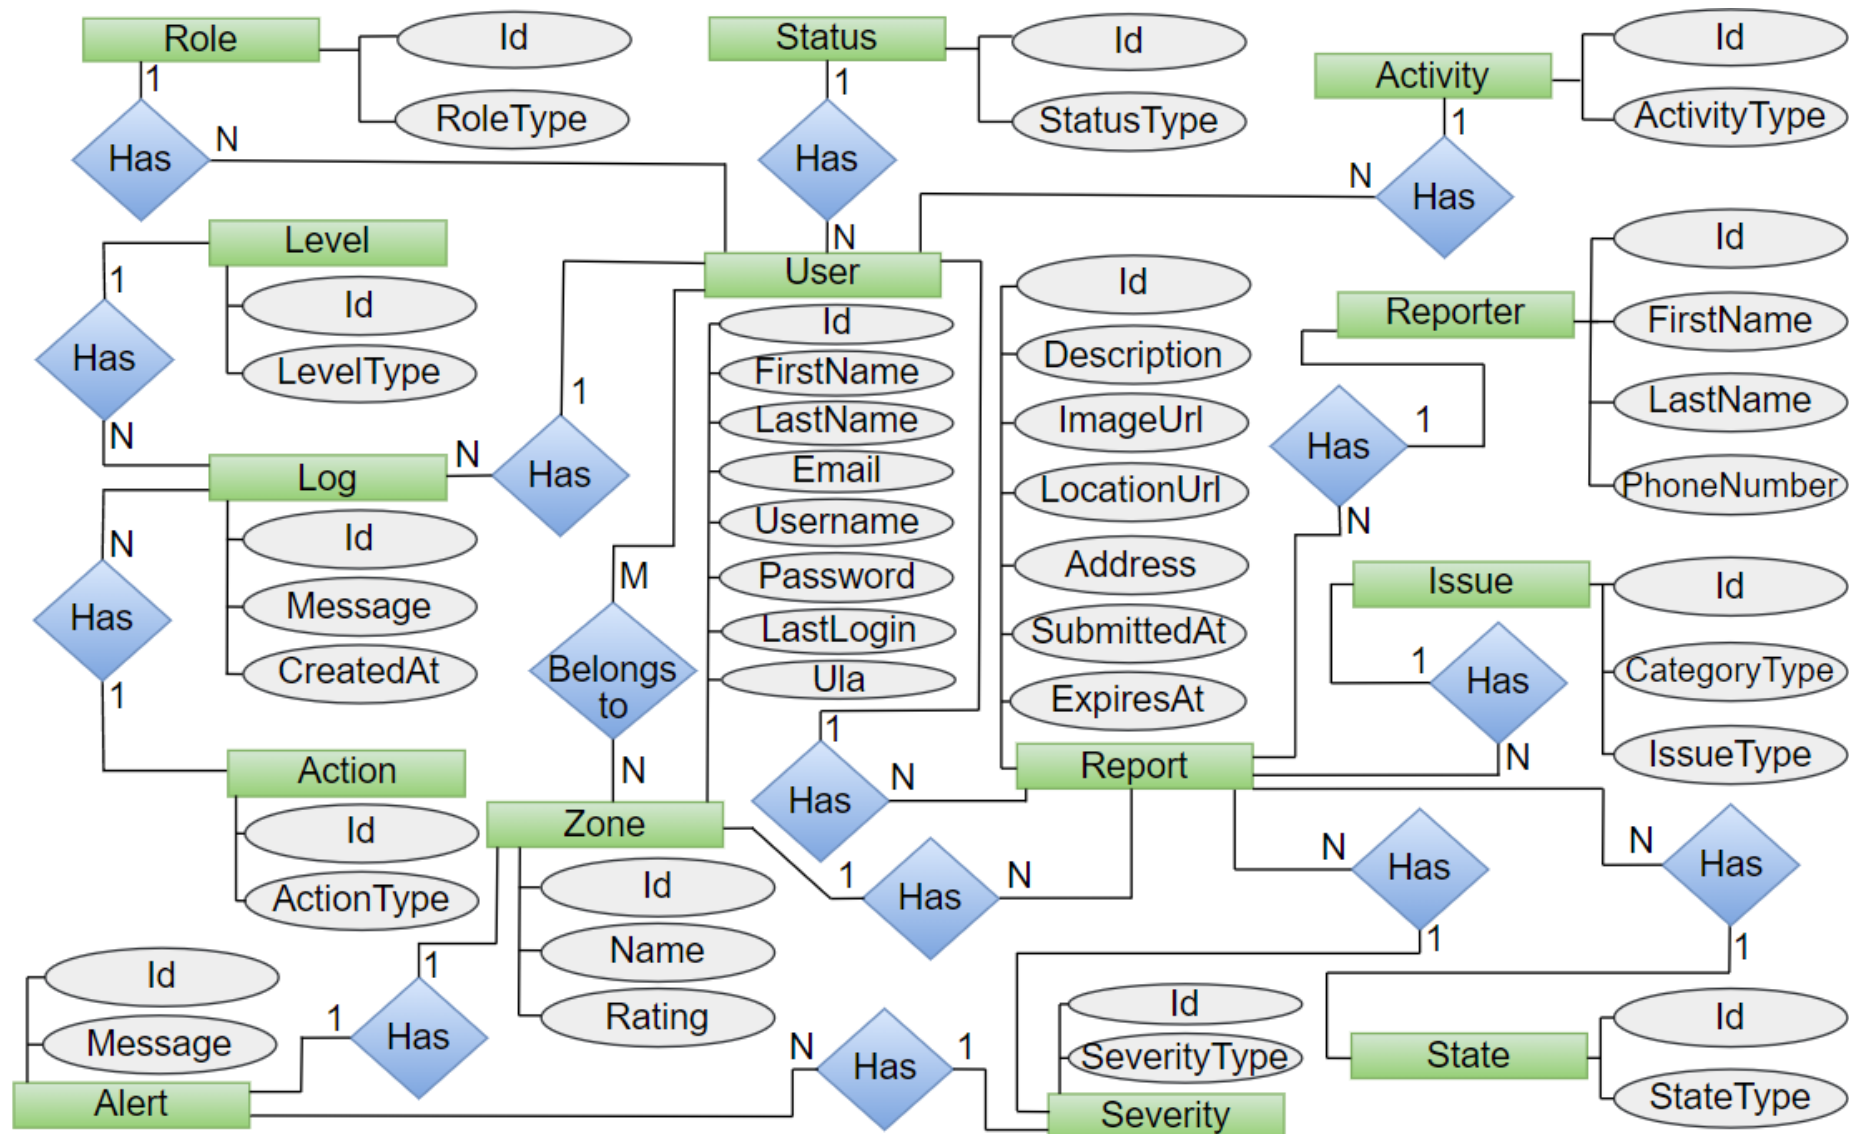 Role
Id
RoleType
1
Has
N
Status
Id
StatusType
1
Has
N
Activity
Id
ActivityType
1
Has
N
Level
Id
LevelType
1
Has
N
User
Id
FirstName
LastName
Email
Username
Password
LastLogin
Ula
Log
Id
Message
CreatedAt
N
Has
1
N
Has
1
Action
Id
ActionType
M
Belongs
to
N
Zone
Id
Name
Rating
Id
Description
ImageUrl
LocationUrl
Address
SubmittedAt
ExpiresAt
Report
1
Has
N
1
Has
N
Reporter
Id
FirstName
LastName
PhoneNumber
Has
1
N
Issue
Id
CategoryType
IssueType
1
Has
N
N
Has
1
N
Has
1
Id
Message
Alert
1
Has
1
N
Has
1
Id
SeverityType
Severity
State
Id
StateType